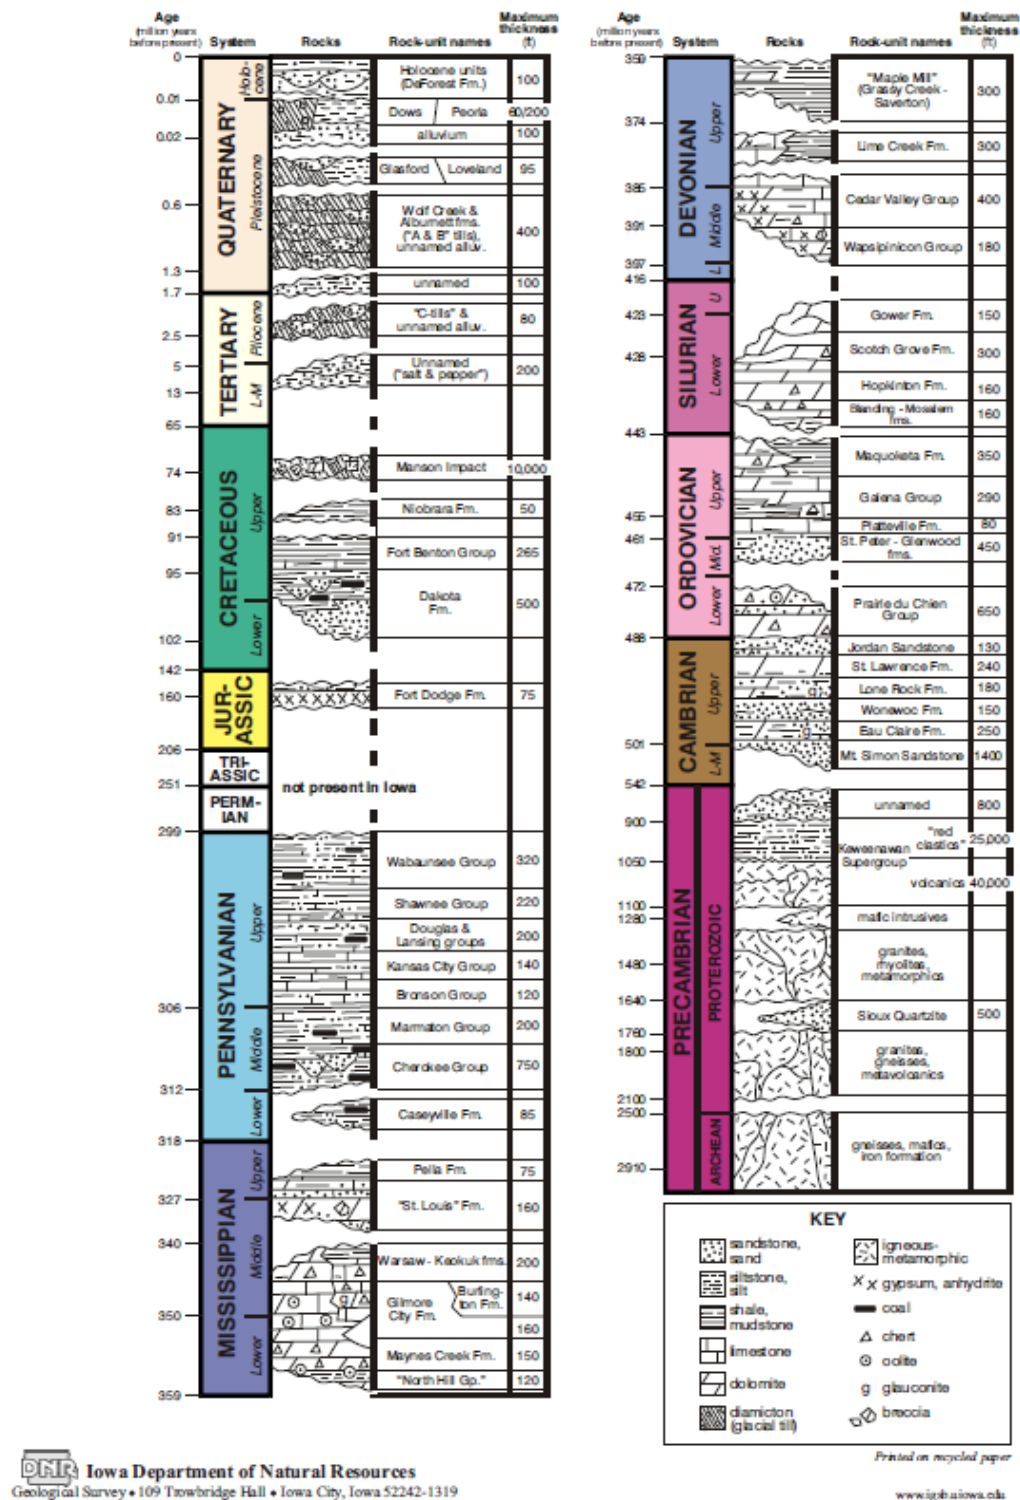 Age
(million years
before present)
System
Rocks
Rock-unit names
Maximum
thickness
(ft)
0
0.01
0.02
0.6
1.3
1.7
2.5
5
13
65
74
83
91
95
102
142
160
206
251
299
306
312
318
327
340
350
359
QUATERNARY
Holo-
cene
Pleistocene
TERTIARY
Pliocene
L-M
CRETACEOUS
Upper
Lower
JUR-
ASSIC
TRI-
ASSIC
PERM-
IAN
PENNSYLVANIAN
Upper
Middle
Lower
MISSISSIPPIAN
Upper
Middle
Lower
Holocene units
(DeForest Fm.)
100
Dows Peoria 60/200
alluvium 100
Glasford Loveland 95
Wolf Creek &
Alburnett fms.
("A & B" tills),
unnamed alluv.
400
unnamed 100
"C-tills" &
unnamed alluv.
80
Unnamed
("salt & pepper")
200
Manson Impact 10,000
Niobrara Fm. 50
Fort Benton Group 265
Dakota
Fm.
500
Fort Dodge Fm. 75
not present in Iowa
Wabaunsee Group 320
Shawnee Group 220
Douglas &
Lansing groups
200
Kansas City Group 140
Bronson Group 120
Marmaton Group 200
Cherokee Group 750
Caseyville Fm. 85
Pella Fm. 75
"St. Louis" Fm. 160
Warsaw - Keokuk fms. 200
Burling-
ton Fm.
140
Gilmore
City Fm.
160
Maynes Creek Fm. 150
"North Hill Gp." 120
Age
(million years
before present)
System
Rocks
Rock-unit names
Maximum
thickness
(ft)
359
374
385
391
397
416
423
428
443
455
461
472
488
501
542
900
1050
1100
1280
1480
1640
1760
1800
2100
2500
2910
DEVONIAN
Upper
Middle
L
SILURIAN
U
Lower
ORDOVICIAN
Upper
Mid.
Lower
CAMBRIAN
Upper
L-M
PRECAMBRIAN
PROTEROZOIC
ARCHEAN
"Maple Mill"
(Grassy Creek -
Saverton)
300
Lime Creek Fm. 300
Cedar Valley Group 400
Wapsipinicon Group 180
Gower Fm. 150
Scotch Grove Fm. 300
Hopkinton Fm. 160
Blanding - Mosalem
fms.
160
Maquoketa Fm. 350
Galena Group 290
Platteville Fm. 80
St. Peter - Glenwood
fms.
450
Prairie du Chien
Group
650
Jordan Sandstone 130
St. Lawrence Fm. 240
Lone Rock Fm. 180
g
Wonewoc Fm. 150
Eau Claire Fm. 250
g
Mt. Simon Sandstone 1400
unnamed 800
Keweenawan
Supergroup
"red
clastics" 25,000
volcanics 40,000
mafic intrusives
granites,
rhyolites,
metamorphics
Sioux Quartzite 500
granites,
gneisses,
metavolcanics
gneisses, mafics,
iron formation
g
KEY
sandstone,
sand
siltstone,
silt
shale,
mudstone
limestone
dolomite
diamicton
(glacial till)
igneous-
metamorphic
gypsum, anhydrite
coal
chert
oolite
g glauconite
breccia
Printed on recycled paper
DNR Iowa Department of Natural Resources
Geological Survey • 109 Trowbridge Hall • Iowa City, Iowa 52242-1319
www.igsb.uiowa.edu